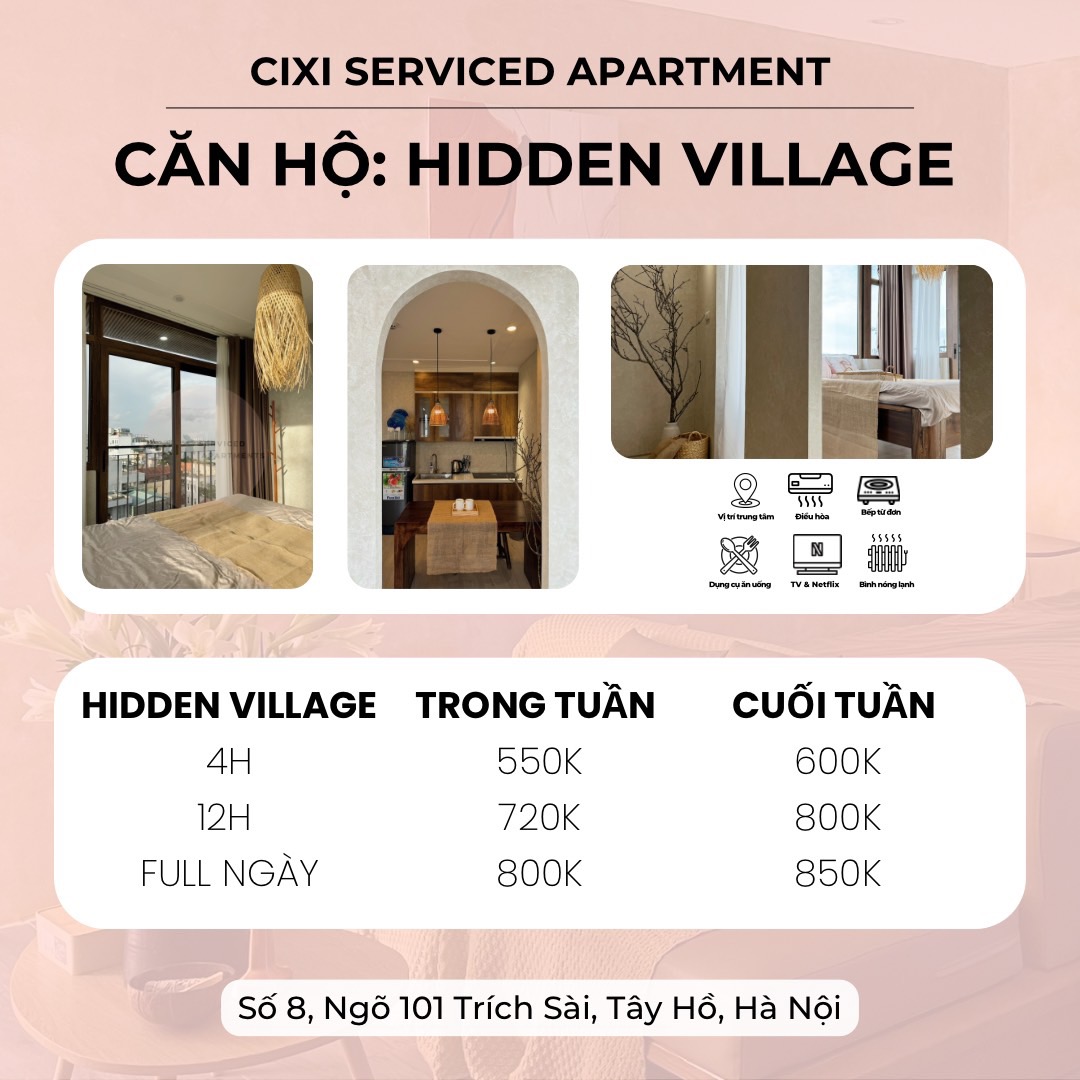 CIXI SERVICED APARTMENT
CĂN HỘ: HIDDEN VILLAGE
Vị trí trung tâm
Điều hòa
Bếp từ đơn
Dụng cụ ăn uống
TV & Netflix
Bình nóng lạnh
HIDDEN VILLAGE TRONG TUẦN CUỐI TUẦN
4H 550K 600K
12H 720K 800K
FULL NGÀY 800K 850K
Số 8, Ngõ 101 Trích Sài, Tây Hồ, Hà Nội